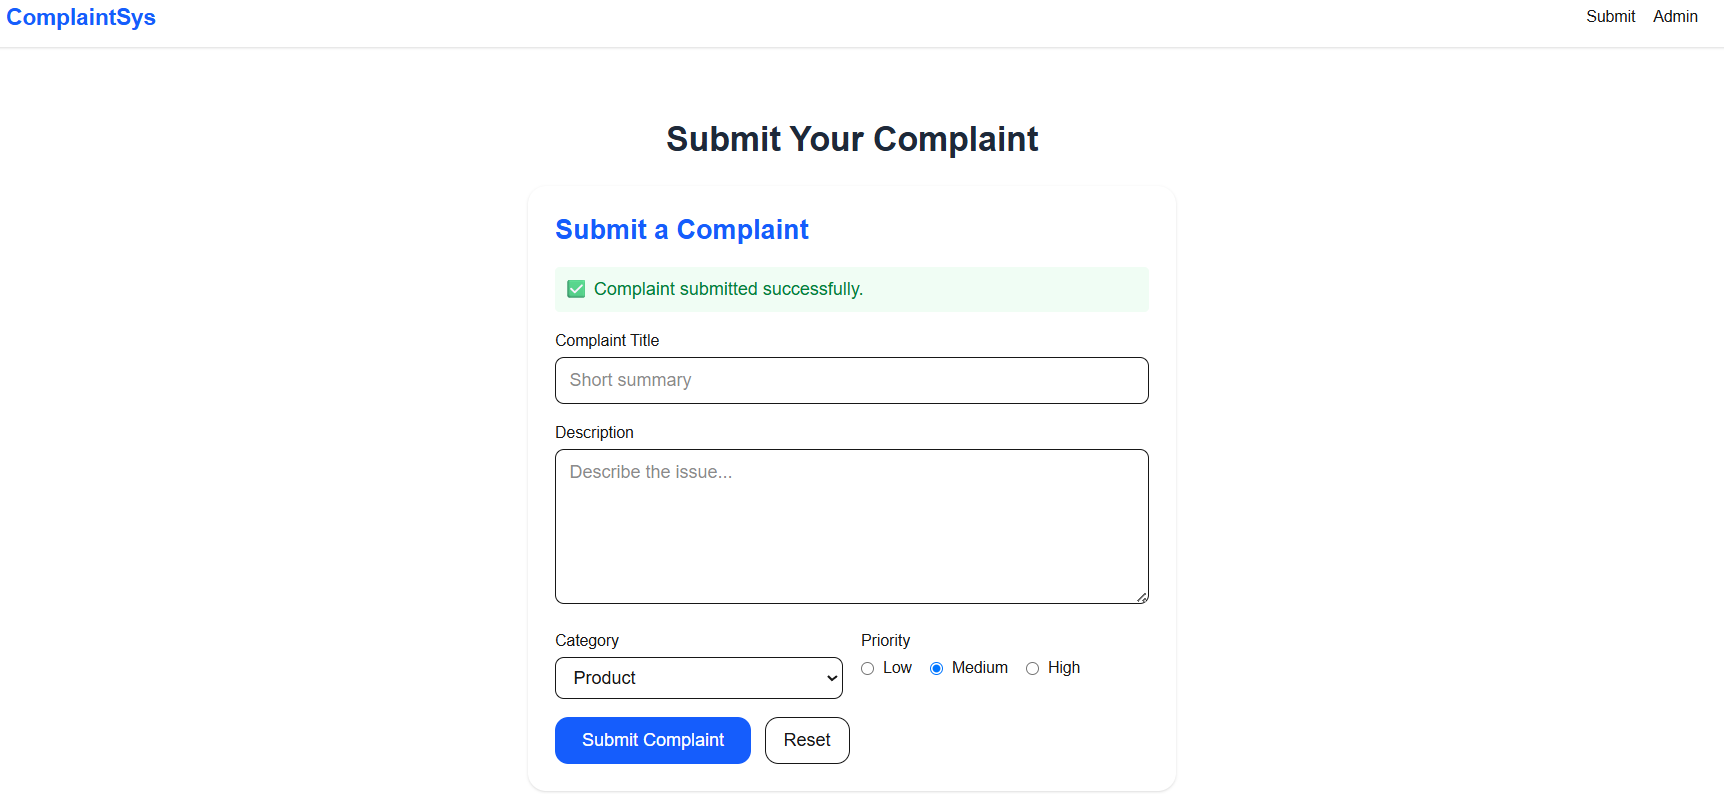 ComplaintSys
Submit Admin
Submit Your Complaint
Submit a Complaint
✅ Complaint submitted successfully.
Complaint Title
Short summary
Description
Describe the issue...
Category
Product
Priority
Low Medium High
Submit Complaint Reset